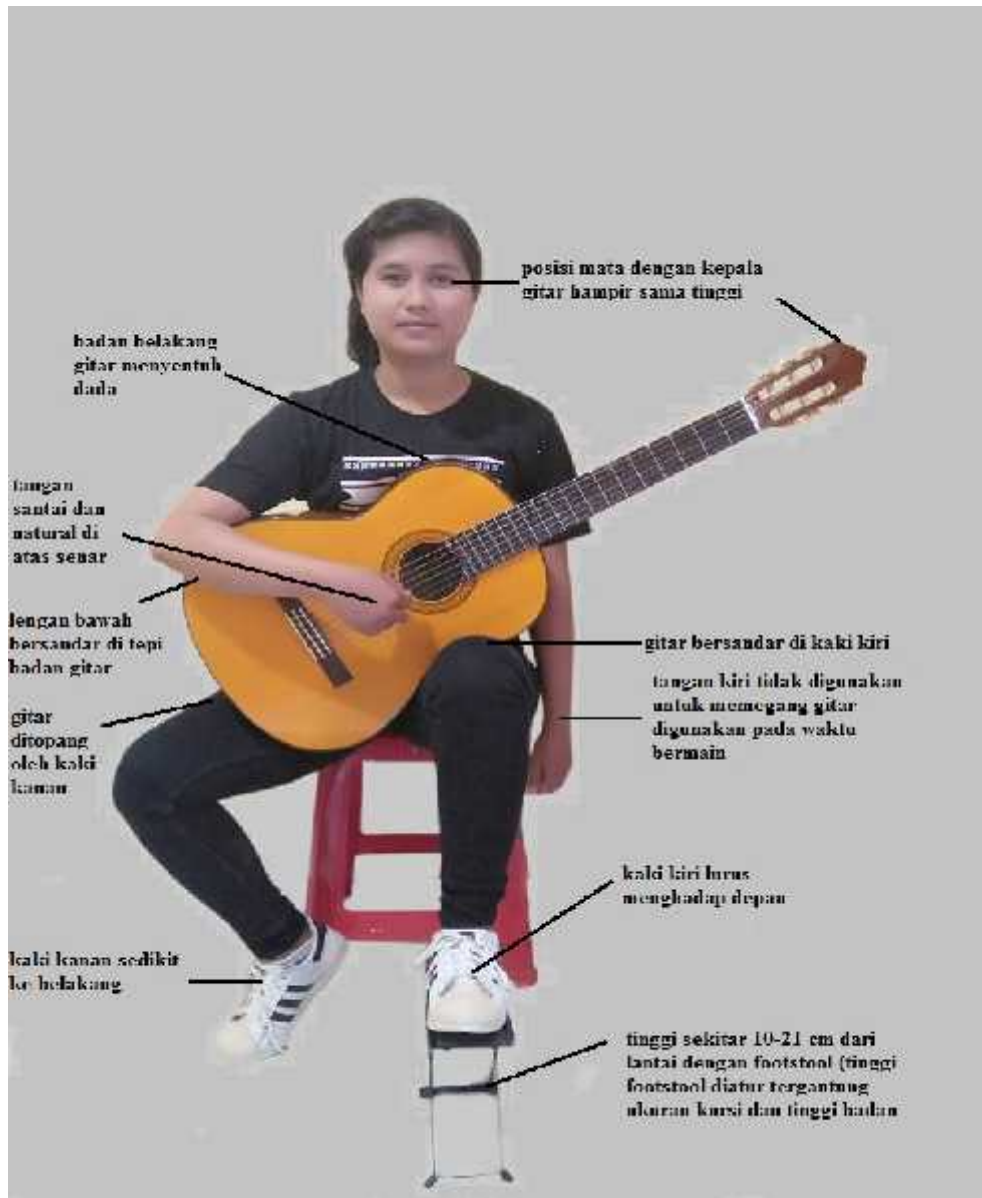 posisi mata dengan kepala
gitar hampir sama tinggi
badan belakang
gitar menyentuh
dada
tangan
santai dan
natural di
atas senar
lengan bawah
bersandar di tepi
badan gitar
gitar bersandar di kaki kiri
tangan kiri tidak digunakan
untuk memegang gitar
digunakan pada waktu
bermain
gitar
ditopang
oleh kaki
kanan
kaki kiri lurus
menghadap depan
kaki kanan sedikit
ke belakang
tinggi sekitar 10-21 cm dari
lantai dengan footstool (tinggi
footstool diatur tergantung
ukuran kursi dan tinggi badan